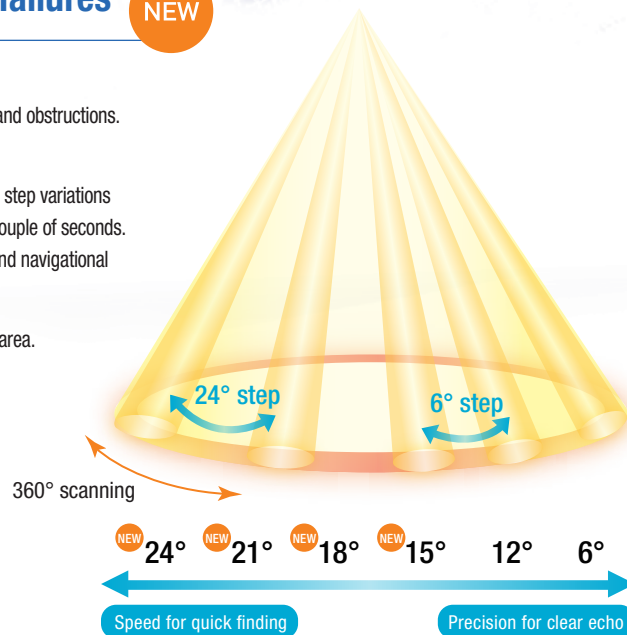 failures
NEW
and obstructions.
step variations
ouple of seconds.
nd navigational
area.
24° step
6° step
360° scanning
NEW 24° NEW 21° NEW 18° NEW 15° 12° 6°
Speed for quick finding
Precision for clear echo